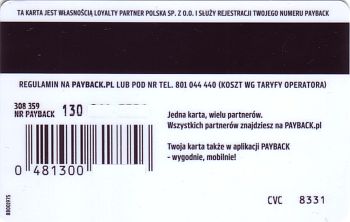 TA KARTA JEST WŁASNOŚCIĄ LOYALTY PARTNER POLSKA SP. Z O.O. I SŁUŻY REJESTRACJI TWOJEGO NUMERU PAYBACK
REGULAMIN NA PAYBACK.PL LUB POD NR TEL. 801 044 440 (KOSZT WG TARYFY OPERATORA)
308 359
NR PAYBACK 130
Jedna karta, wielu partnerów.
Wszystkich partnerów znajdziesz na PAYBACK.pl
Twoja karta także w aplikacji PAYBACK
- wygodnie, mobilnie!
0 481300
CVC 8331